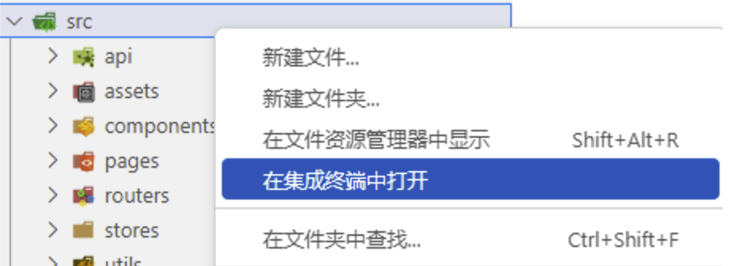 src
api
assets
components
pages
routers
stores
utils
新建文件...
新建文件夹...
在文件资源管理器中显示 Shift+Alt+R
在集成终端中打开
在文件夹中查找... Ctrl+Shift+F